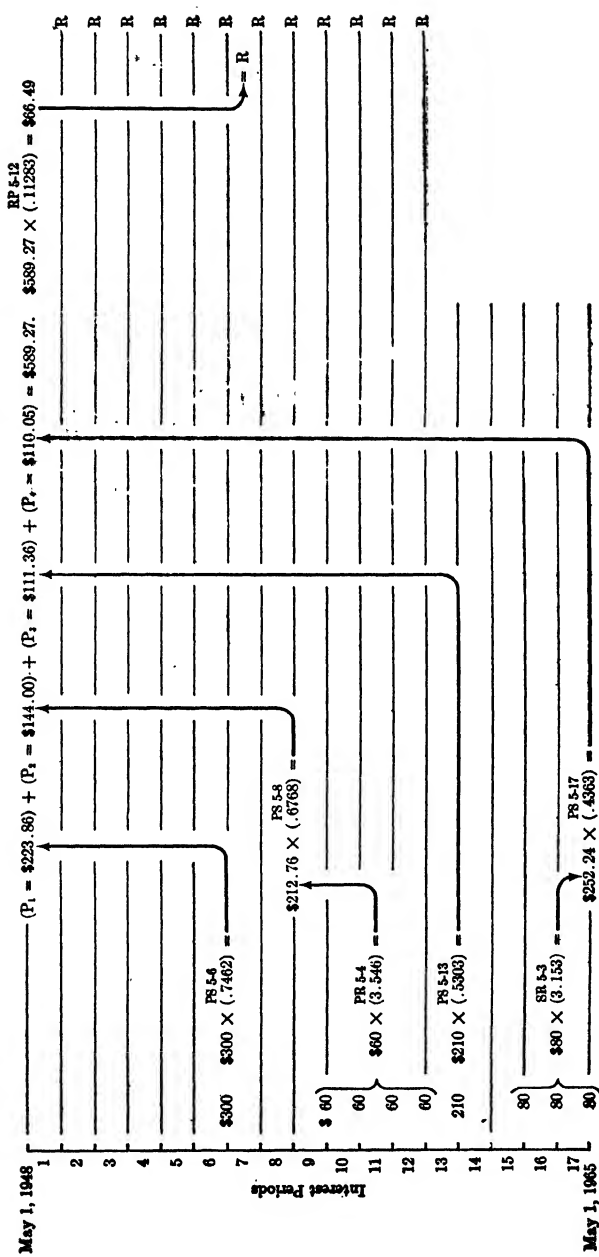 RP 5-12
May 1, 1948 (P₁ = $223.86) + (P₂ = $144.00) + (P₃ = $111.36) + (P₄ = $110.05) = $589.27. $589.27 × (.11283) = $66.49
1 R
2 R
3 R
4 R
5 R
PS 5-6
6 $300 $300 × (.7462) = R
= R
7 R
PS 5-8
8 $212.76 × (.6768) = R
9 $ 60 R
10 60 R
PR 5-4
11 60 $60 × (3.546) = R
12 60 R
PS 5-13
13 210 $210 × (.5303) =
14
15 80
SR 5-3
16 80 $80 × (3.153) =
PS 5-17
17 80 $252.24 × (.4363) =
May 1, 1965
Interest Periods